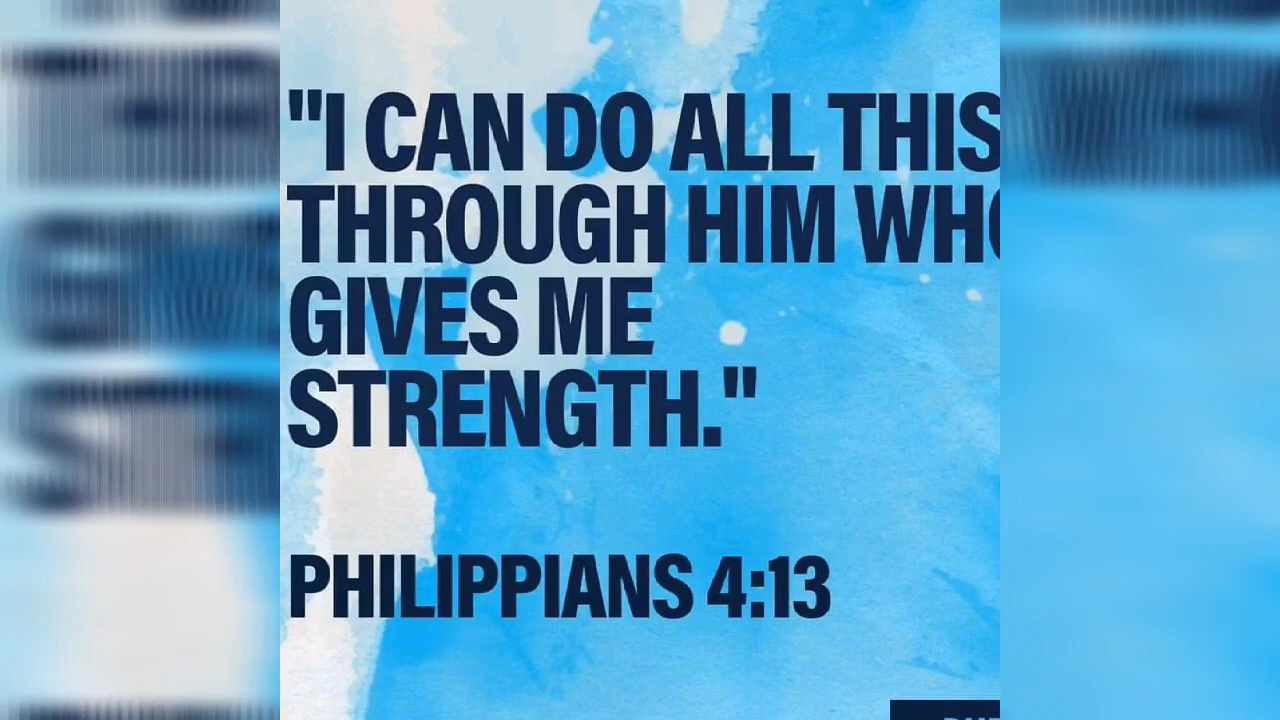 "I CAN DO ALL THIS
THROUGH HIM WHO
GIVES ME
STRENGTH."
PHILIPPIANS 4:13